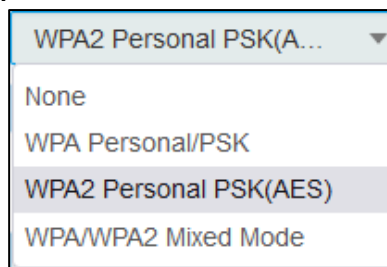 WPA2 Personal PSK(A...
None
WPA Personal/PSK
WPA2 Personal PSK(AES)
WPA/WPA2 Mixed Mode